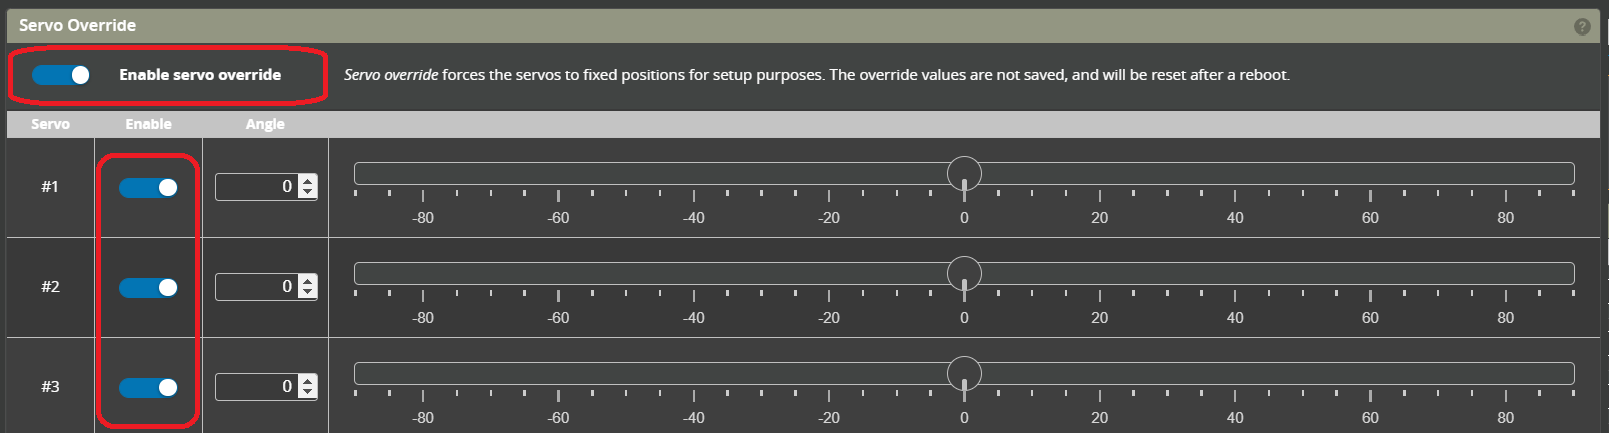 Servo Override ?
Enable servo override Servo override forces the servos to fixed positions for setup purposes. The override values are not saved, and will be reset after a reboot.
Servo Enable Angle
#1 0
-80 -60 -40 -20 0 20 40 60 80
#2 0
-80 -60 -40 -20 0 20 40 60 80
#3 0
-80 -60 -40 -20 0 20 40 60 80